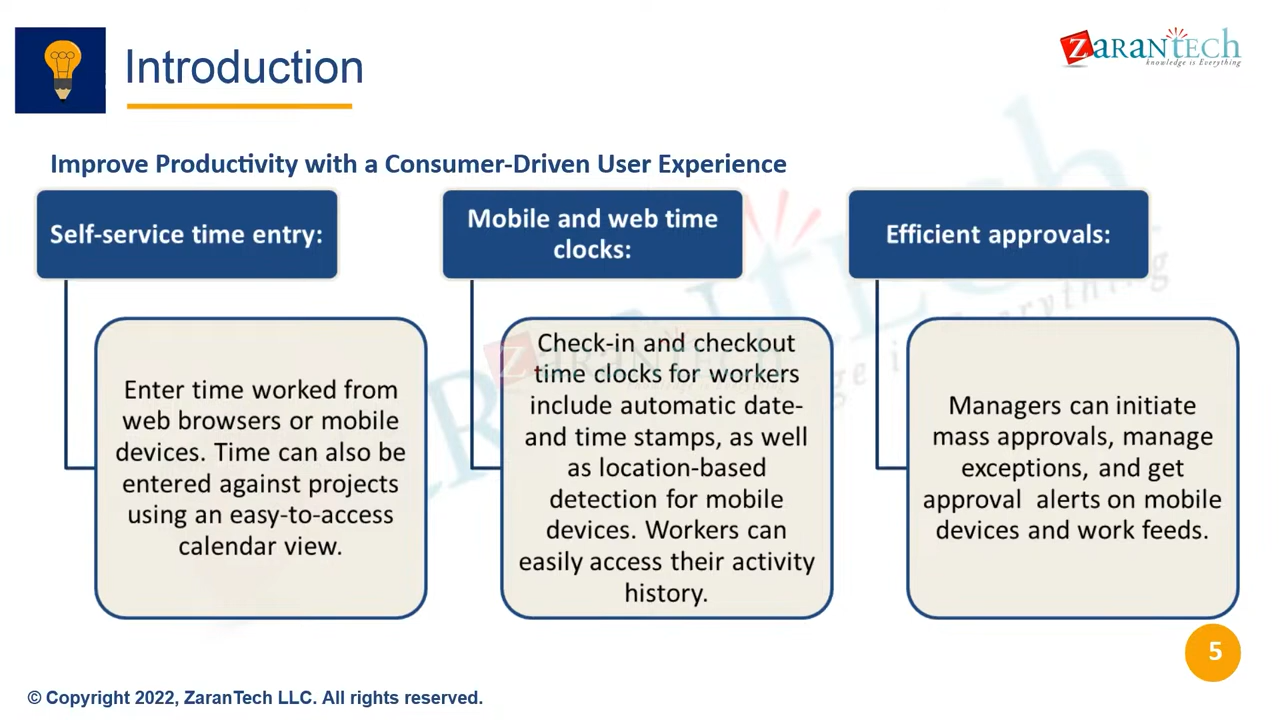 Introduction
ZaranTech
knowledge is Everything
Improve Productivity with a Consumer-Driven User Experience
Self-service time entry:
Enter time worked from
web browsers or mobile
devices. Time can also be
entered against projects
using an easy-to-access
calendar view.
Mobile and web time
clocks:
Check-in and checkout
time clocks for workers
include automatic date-
and time stamps, as well
as location-based
detection for mobile
devices. Workers can
easily access their activity
history.
Efficient approvals:
Managers can initiate
mass approvals, manage
exceptions, and get
approval alerts on mobile
devices and work feeds.
5
© Copyright 2022, ZaranTech LLC. All rights reserved.